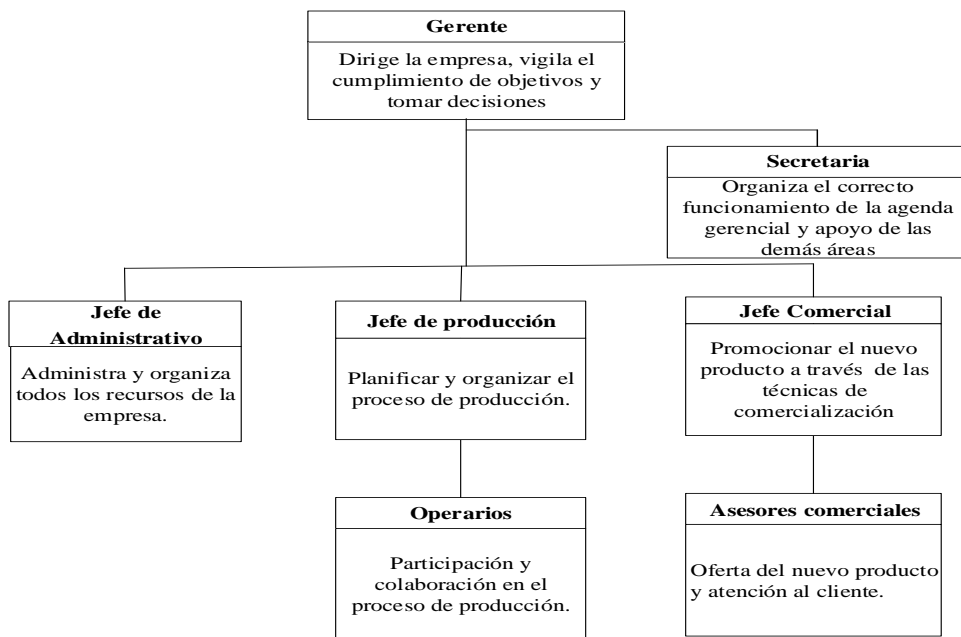 Gerente
Dirige la empresa, vigila el
cumplimiento de objetivos y
tomar decisiones
Secretaria
Organiza el correcto
funcionamiento de la agenda
gerencial y apoyo de las
demás áreas
Jefe de
Administrativo
Administra y organiza
todos los recursos de la
empresa.
Jefe de producción
Planificar y organizar el
proceso de producción.
Jefe Comercial
Promocionar el nuevo
producto a través de las
técnicas de
comercialización
Operarios
Participación y
colaboración en el
proceso de producción.
Asesores comerciales
Oferta del nuevo producto
y atención al cliente.